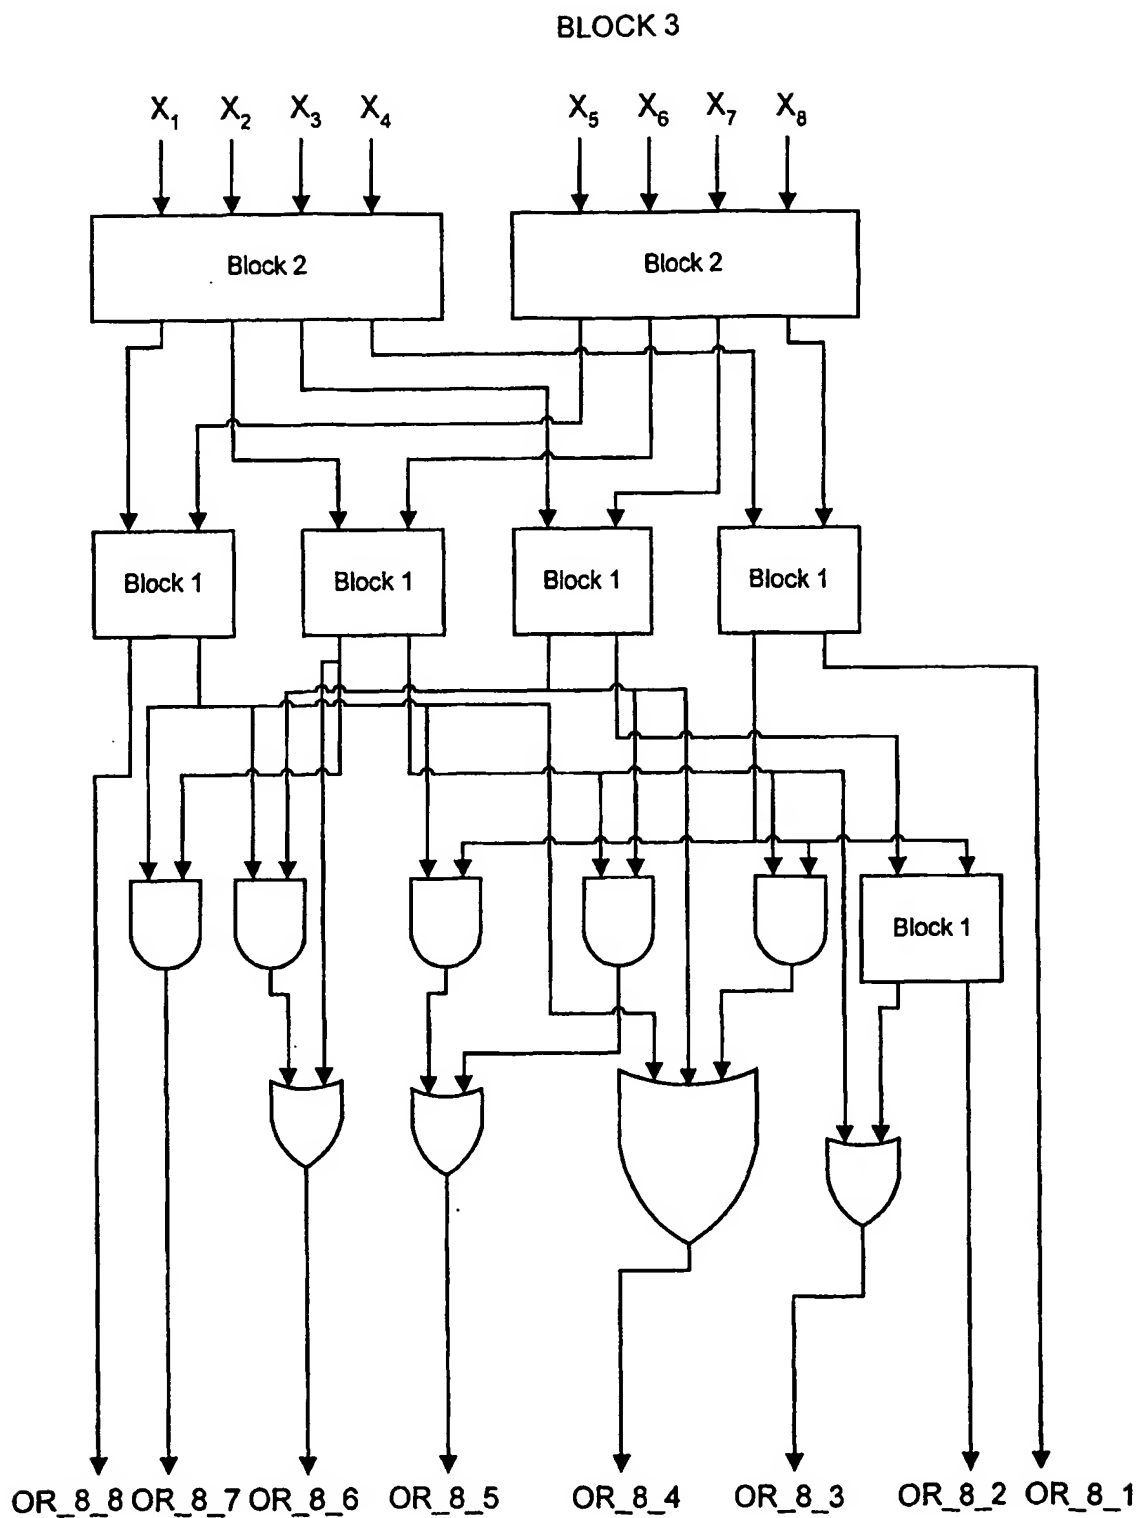 BLOCK 3
X1 X2 X3 X4 X5 X6 X7 X8
Block 2 Block 2
Block 1 Block 1 Block 1 Block 1
Block 1
OR_8_8 OR_8_7 OR_8_6 OR_8_5 OR_8_4 OR_8_3 OR_8_2 OR_8_1